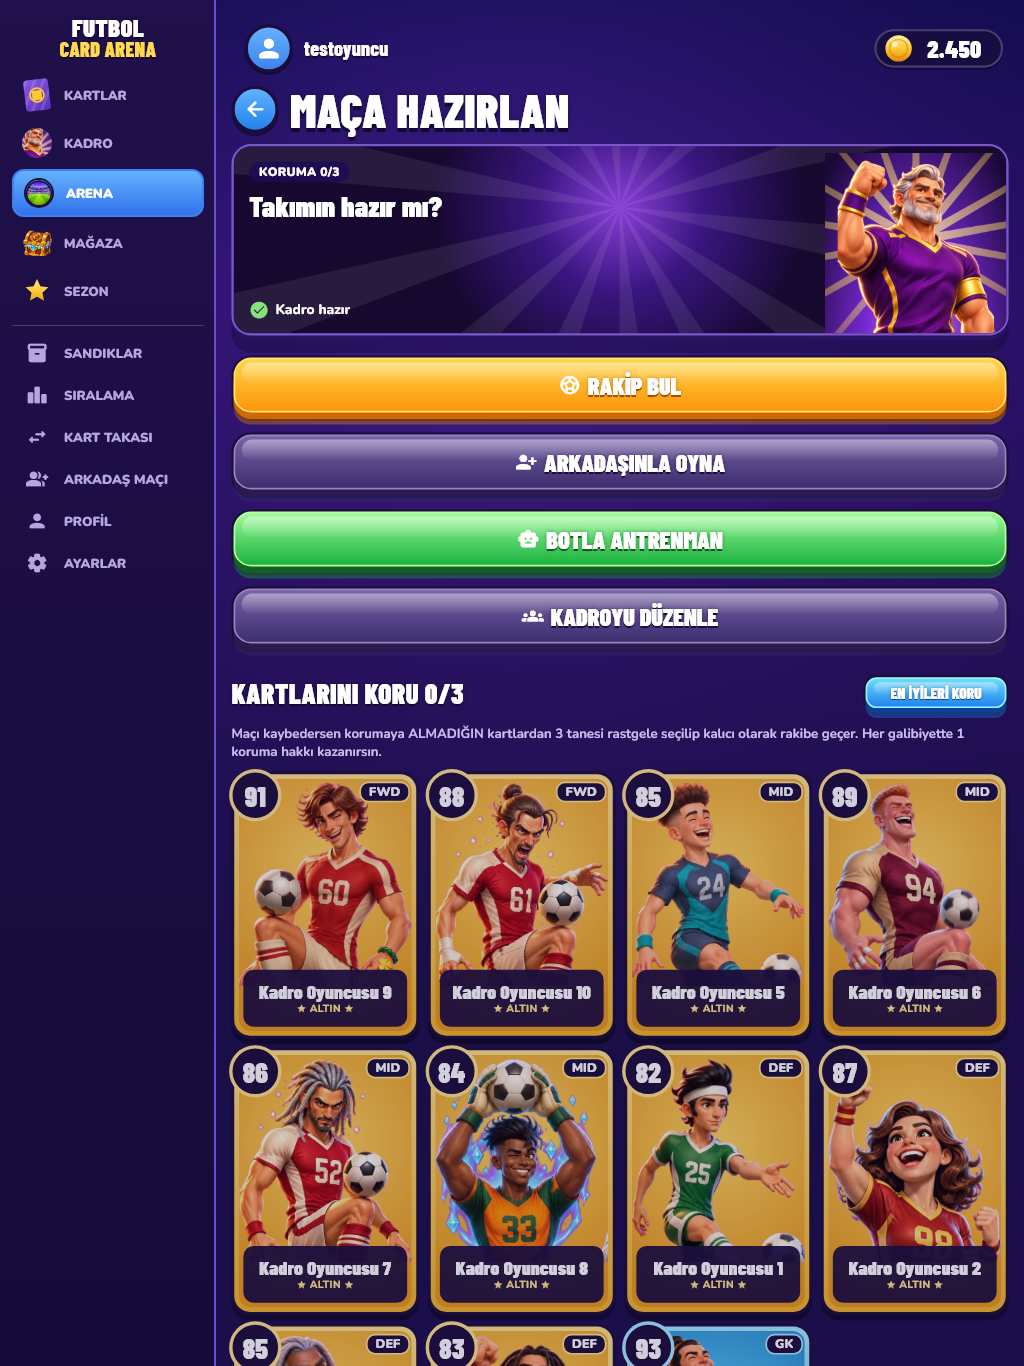 FUTBOL
CARD ARENA
KARTLAR
KADRO
ARENA
MAĞAZA
SEZON
SANDIKLAR
SIRALAMA
KART TAKASI
ARKADAŞ MAÇI
PROFİL
AYARLAR
testoyuncu
2.450
MAÇA HAZIRLAN
KORUMA 0/3
Takımın hazır mı?
Kadro hazır
RAKİP BUL
ARKADAŞINLA OYNA
BOTLA ANTRENMAN
KADROYU DÜZENLE
KARTLARINI KORU 0/3
EN İYİLERİ KORU
Maçı kaybedersen korumaya ALMADIĞIN kartlardan 3 tanesi rastgele seçilip kalıcı olarak rakibe geçer. Her galibiyette 1
koruma hakkı kazanırsın.
91 FWD
60
Kadro Oyuncusu 9
★ ALTIN ★
88 FWD
61
Kadro Oyuncusu 10
★ ALTIN ★
85 MID
24
Kadro Oyuncusu 5
★ ALTIN ★
89 MID
94
Kadro Oyuncusu 6
★ ALTIN ★
86 MID
52
Kadro Oyuncusu 7
★ ALTIN ★
84 MID
33
Kadro Oyuncusu 8
★ ALTIN ★
82 DEF
25
Kadro Oyuncusu 1
★ ALTIN ★
87 DEF
98
Kadro Oyuncusu 2
★ ALTIN ★
85 DEF
83 DEF
93 GK